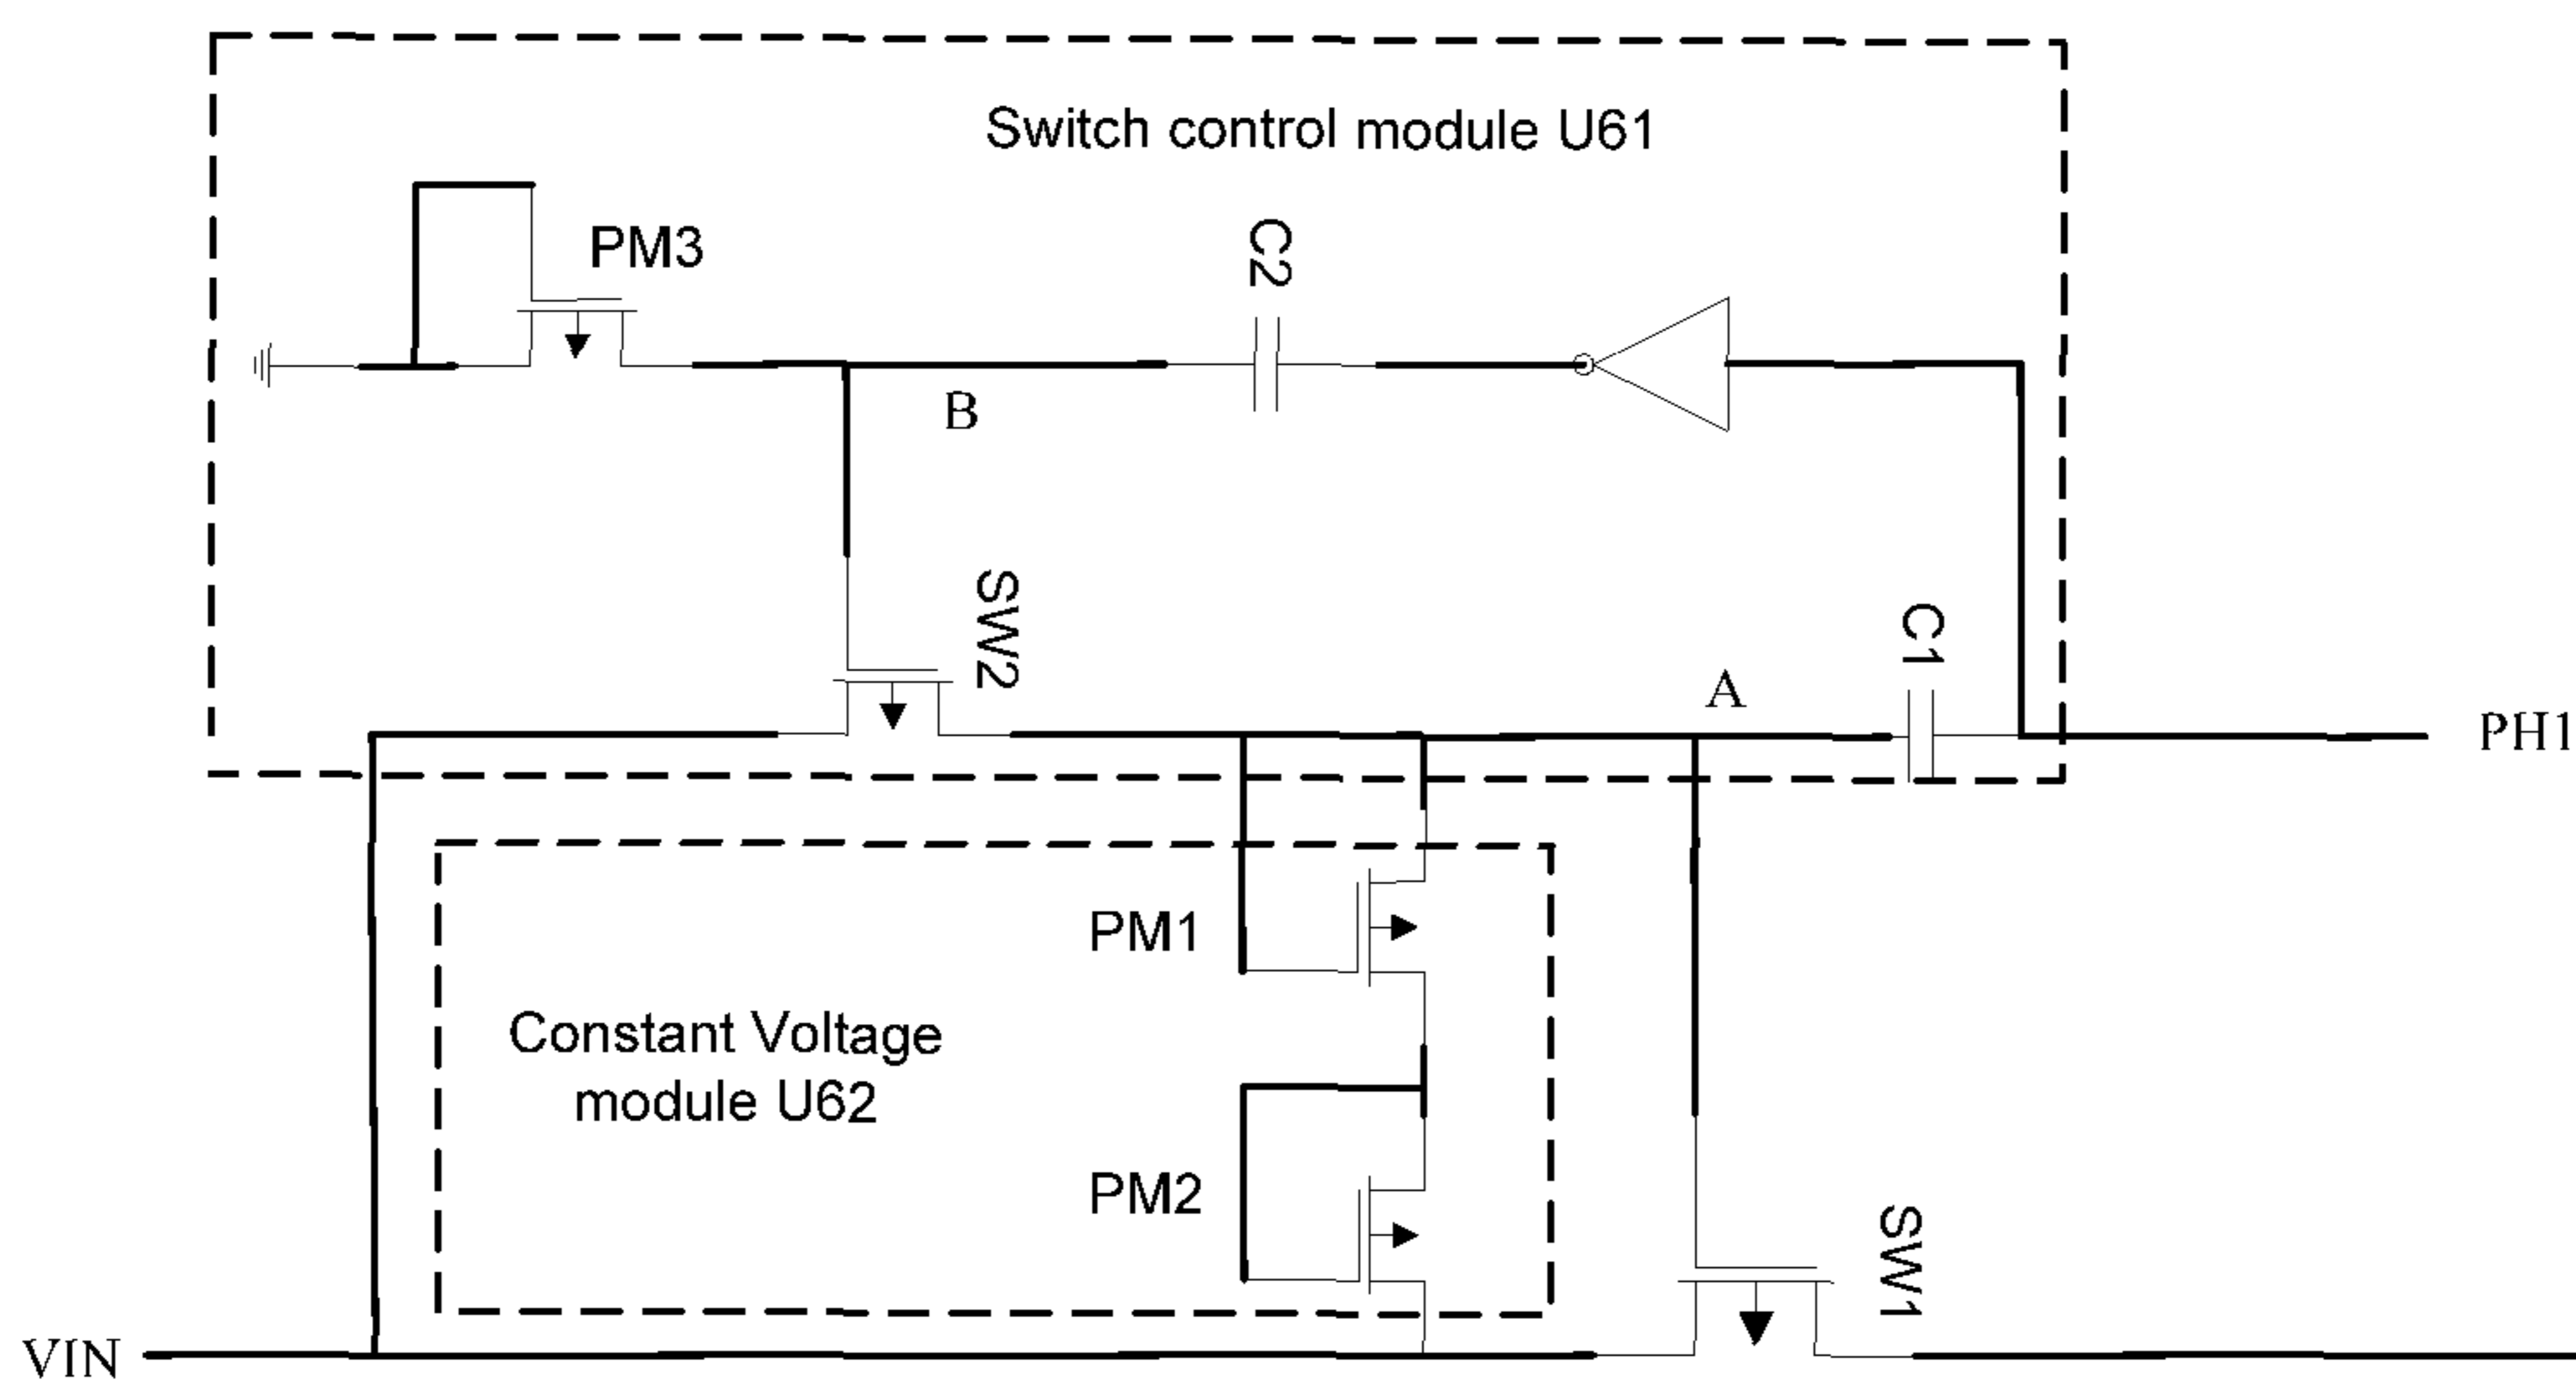 Switch control module U61
PM3
C2
B
SW2
C1
A
PH1
PM1
Constant Voltage
module U62
PM2
SW1
VIN